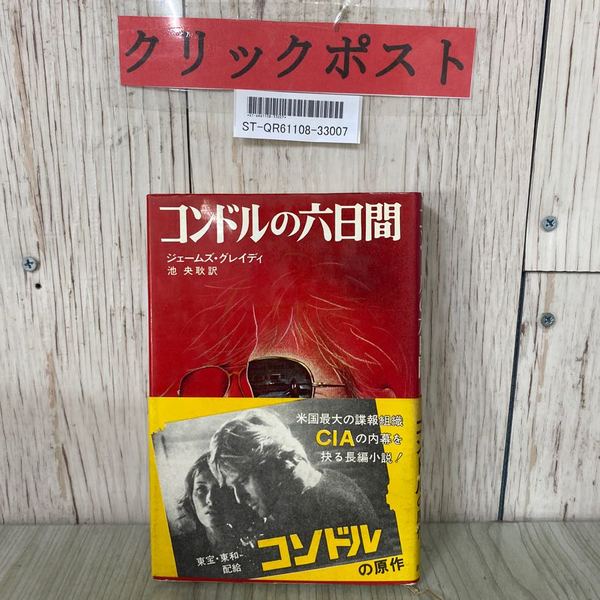 クリックポスト
ST-QR61108-33007
コンドルの六日間
ジェームズ・グレイディ
池 央耿訳
米国最大の諜報組織
CIAの内幕を
抉る長編小説!
東宝・東和-
配給
コンドル
の原作